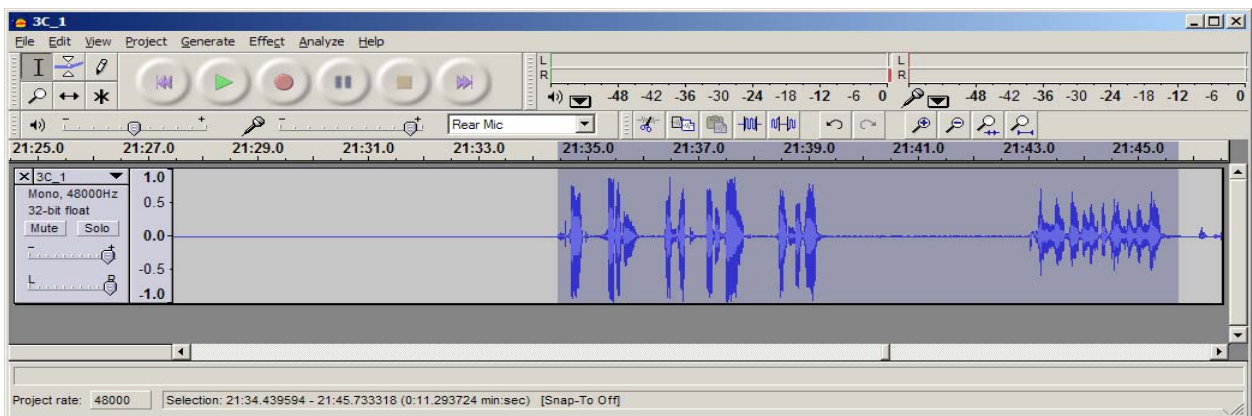 3C_1
File Edit View Project Generate Effect Analyze Help
L
R
L
R
-48 -42 -36 -30 -24 -18 -12 -6 0
-48 -42 -36 -30 -24 -18 -12 -6 0
- + - + Rear Mic
21:25.0 21:27.0 21:29.0 21:31.0 21:33.0 21:35.0 21:37.0 21:39.0 21:41.0 21:43.0 21:45.0
3C_1
Mono, 48000Hz
32-bit float
Mute Solo
- +
L R
1.0
0.5
0.0
-0.5
-1.0
Project rate: 48000 Selection: 21:34.439594 - 21:45.733318 (0:11.293724 min:sec) [Snap-To Off]